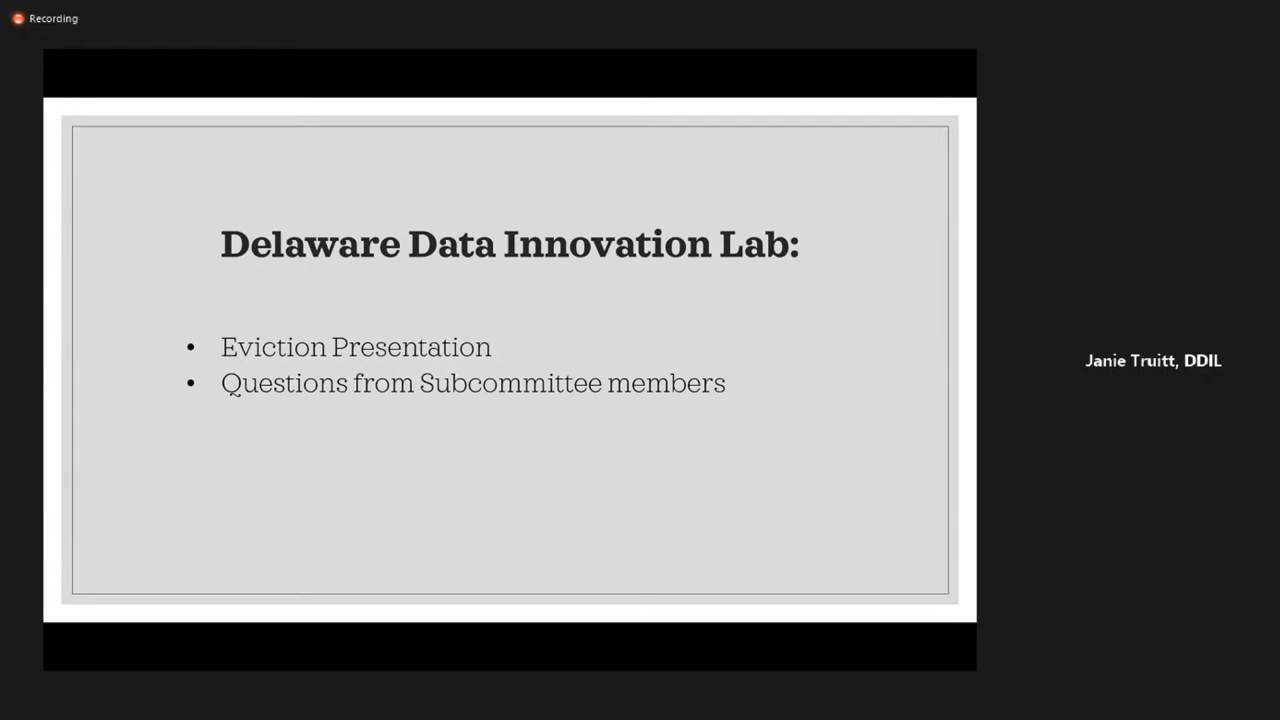 Recording
Delaware Data Innovation Lab:
• Eviction Presentation
• Questions from Subcommittee members
Janie Truitt, DDIL